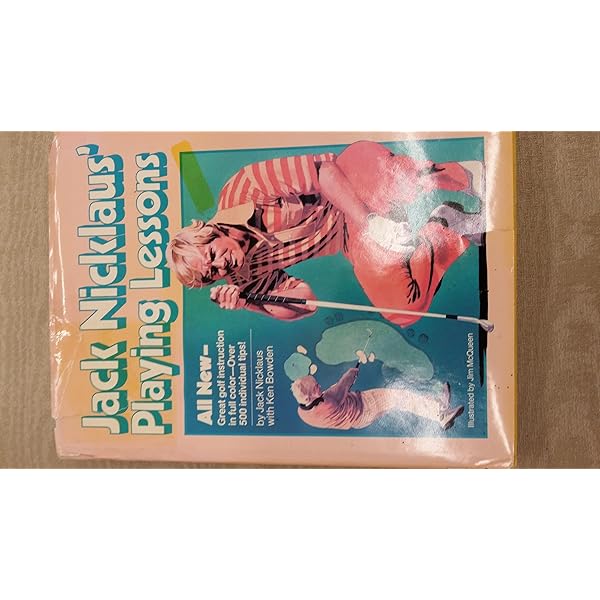 Jack Nicklaus'
Playing Lessons
All New–
Great golf instruction
in full color—Over
500 individual tips!
by Jack Nicklaus
with Ken Bowden
Illustrated by Jim McQueen